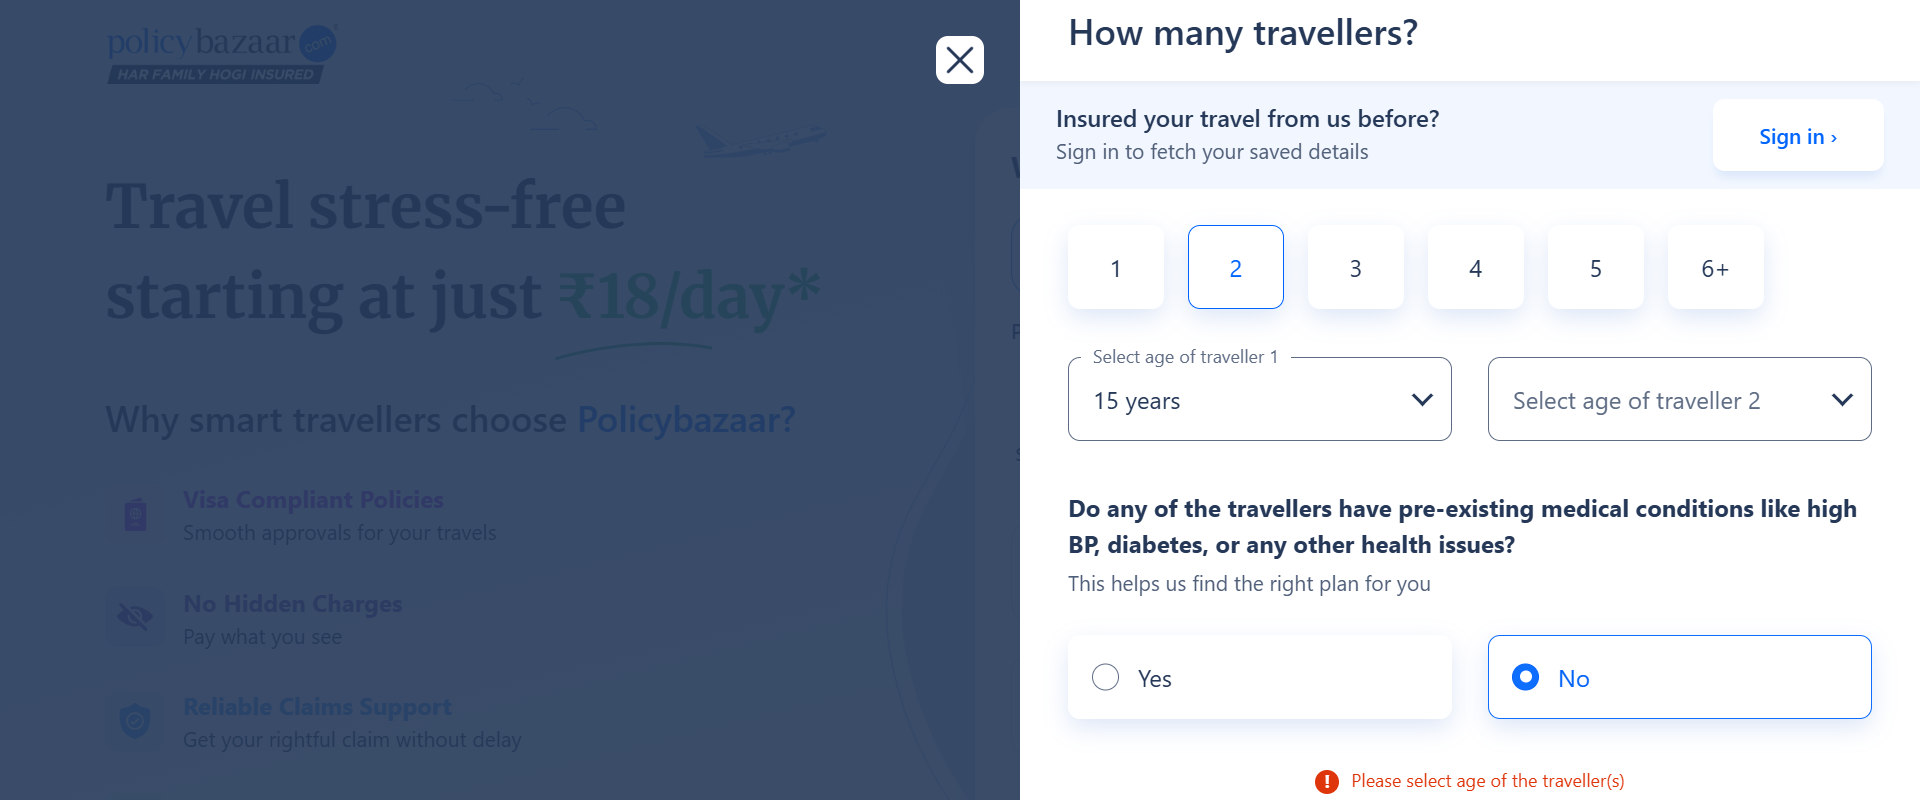 policybazaar.com
HAR FAMILY HOGI INSURED
Travel stress-free
starting at just ₹18/day*
Why smart travellers choose Policybazaar?
Visa Compliant Policies
Smooth approvals for your travels
No Hidden Charges
Pay what you see
Reliable Claims Support
Get your rightful claim without delay
How many travellers?
Insured your travel from us before?
Sign in to fetch your saved details
Sign in ›
1 2 3 4 5 6+
Select age of traveller 1
15 years
Select age of traveller 2
Do any of the travellers have pre-existing medical conditions like high
BP, diabetes, or any other health issues?
This helps us find the right plan for you
Yes
No
Please select age of the traveller(s)